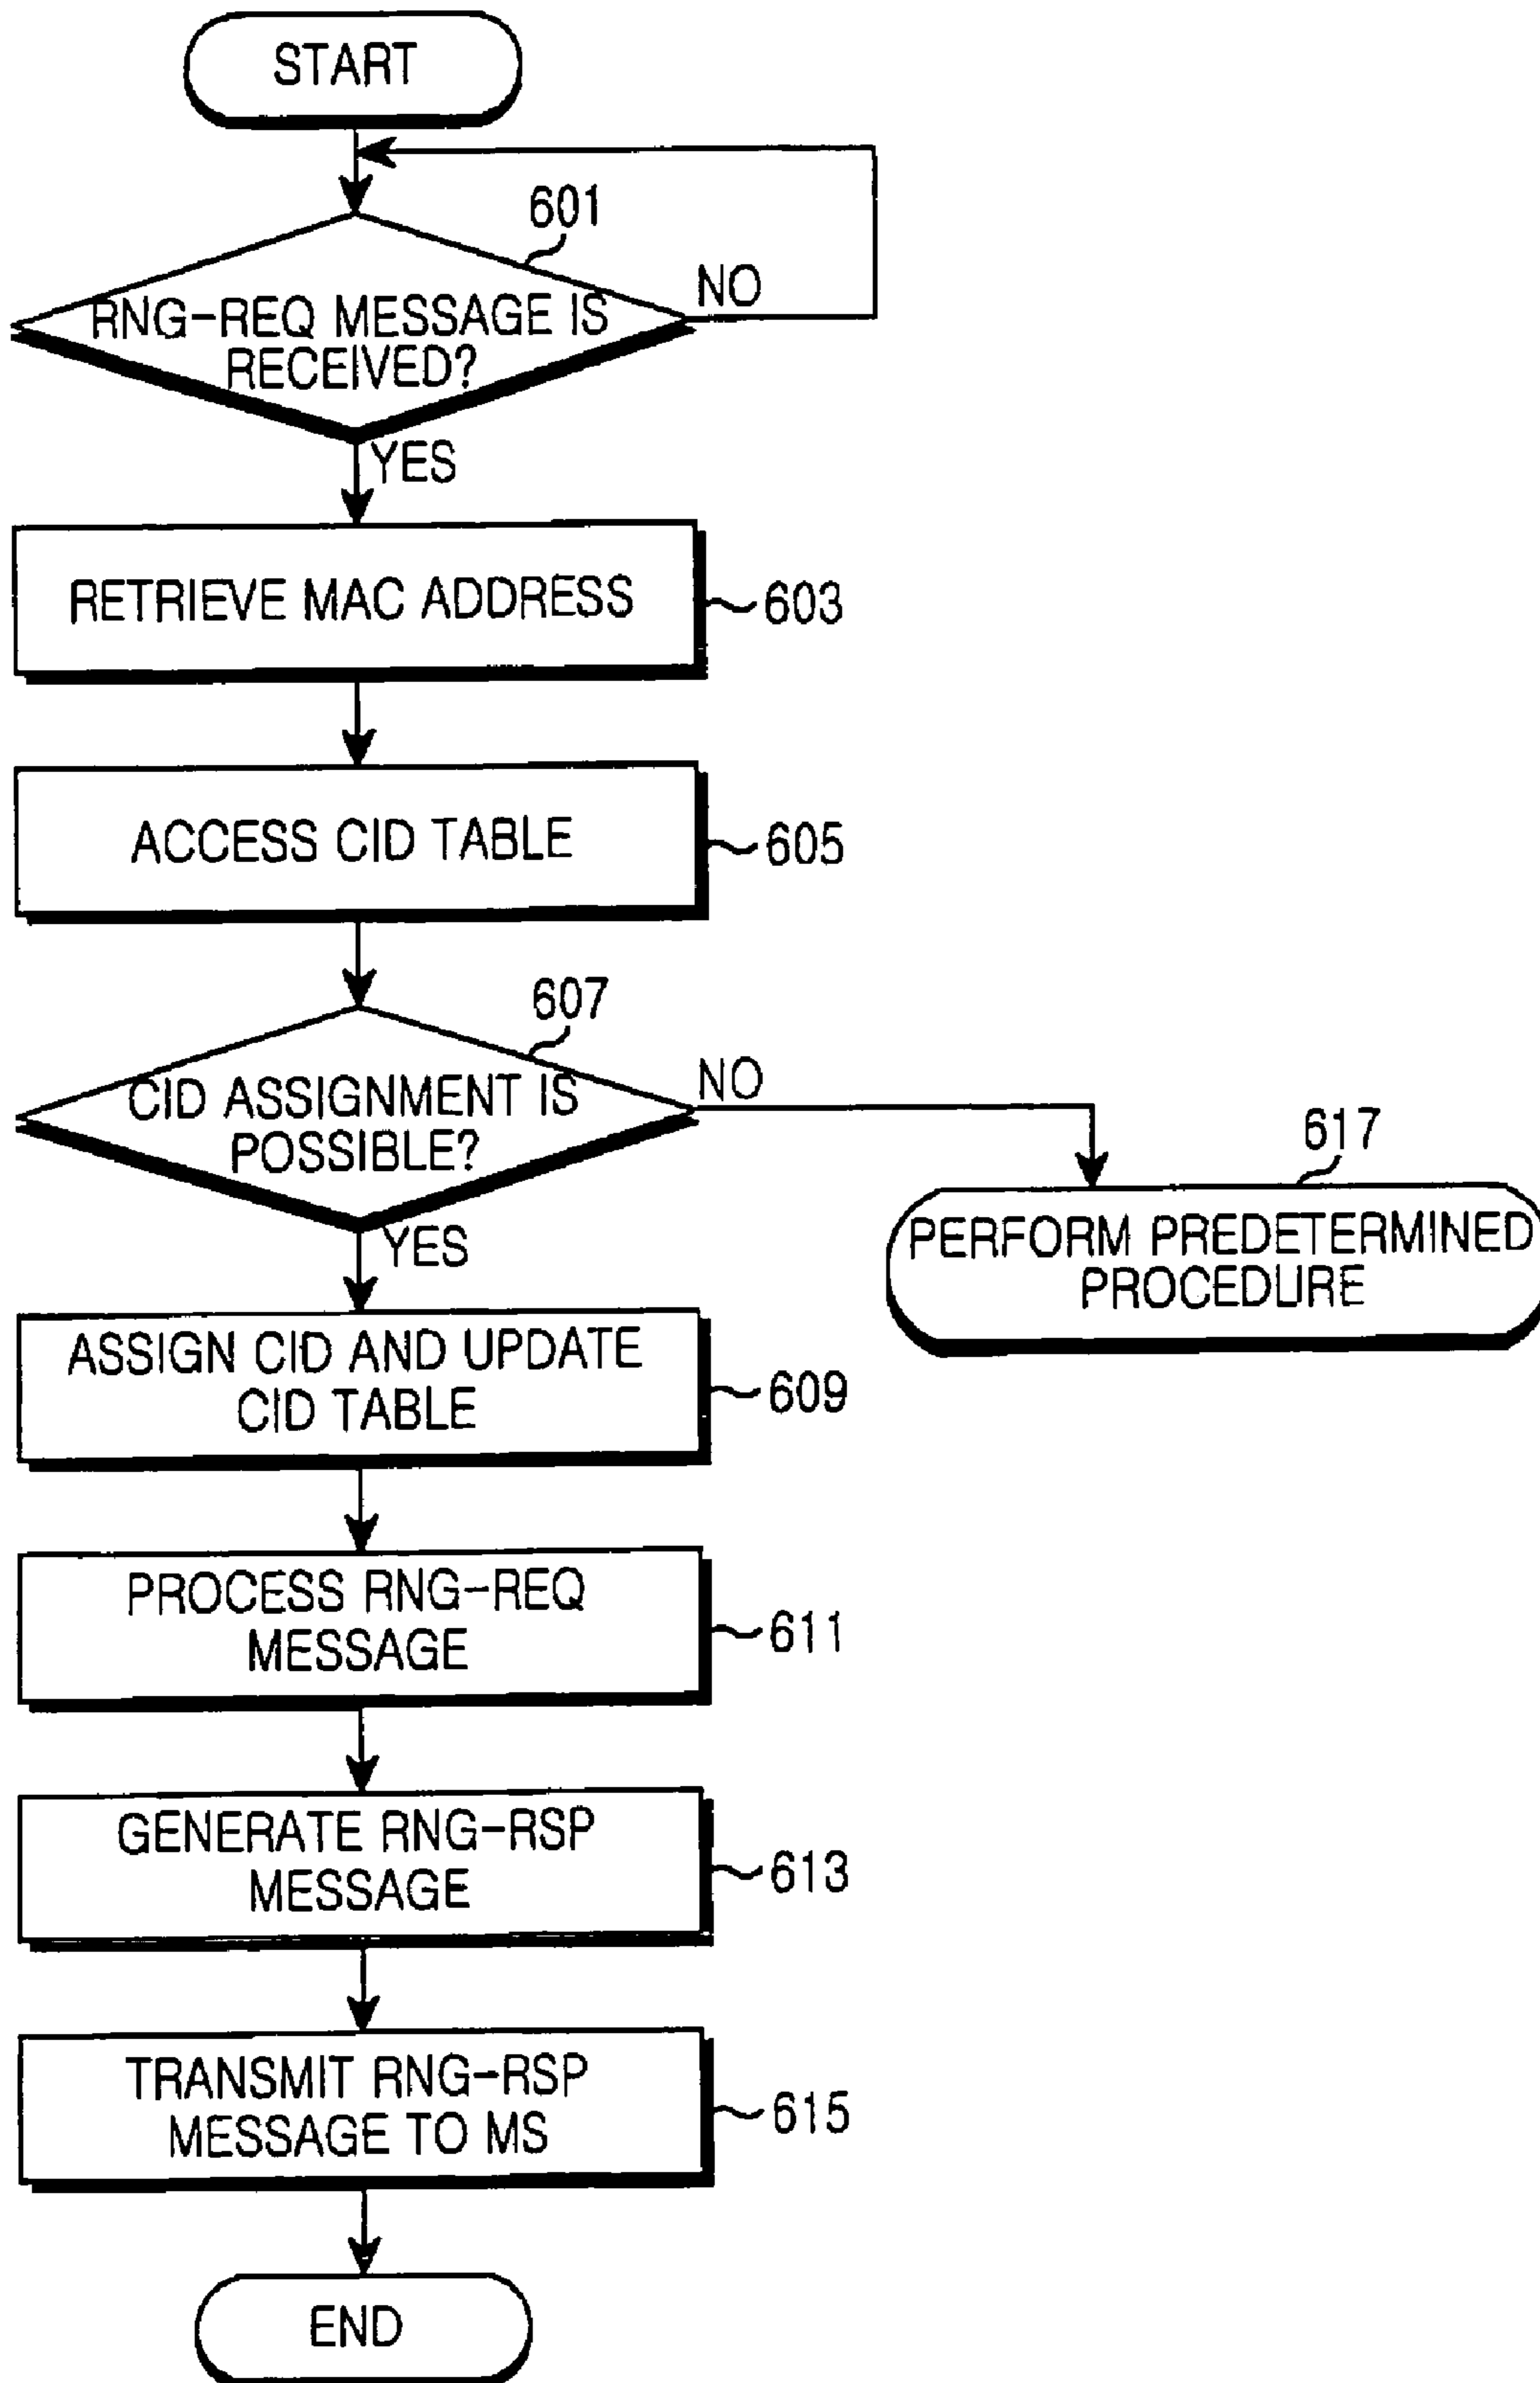 START
601
RNG-REQ MESSAGE IS
RECEIVED?
NO
YES
RETRIEVE MAC ADDRESS
603
ACCESS CID TABLE
605
607
CID ASSIGNMENT IS
POSSIBLE?
NO
YES
617
PERFORM PREDETERMINED
PROCEDURE
ASSIGN CID AND UPDATE
CID TABLE
609
PROCESS RNG-REQ
MESSAGE
611
GENERATE RNG-RSP
MESSAGE
613
TRANSMIT RNG-RSP
MESSAGE TO MS
615
END